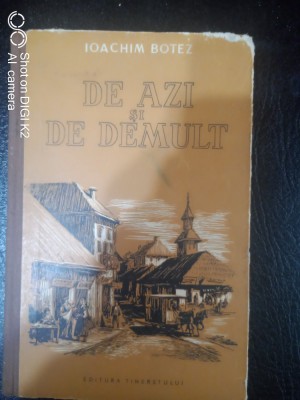 IOACHIM BOTEZ
DE AZI
ȘI
DE DEMULT
EDITURA TINERETULUI
Shot on DIGI K2
AI camera